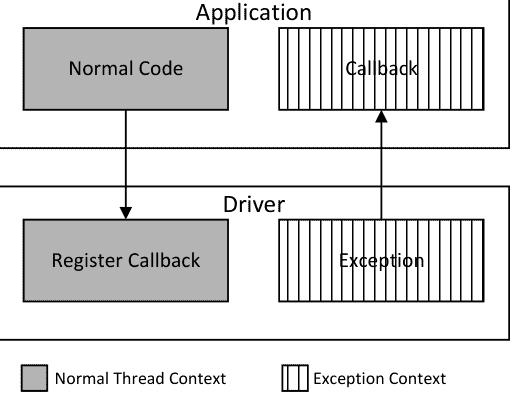 Application
Normal Code
Callback
Driver
Register Callback
Exception
Normal Thread Context
Exception Context